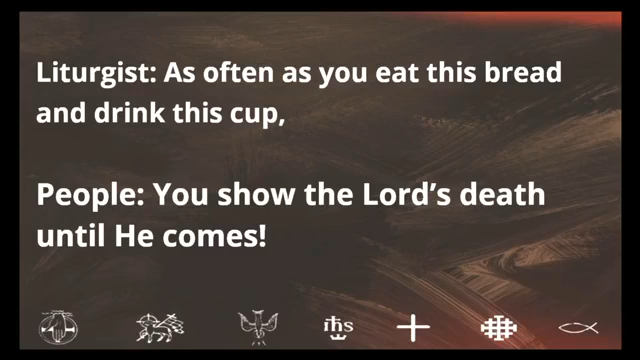 Liturgist: As often as you eat this bread
and drink this cup,
People: You show the Lord’s death
until He comes!
ihs